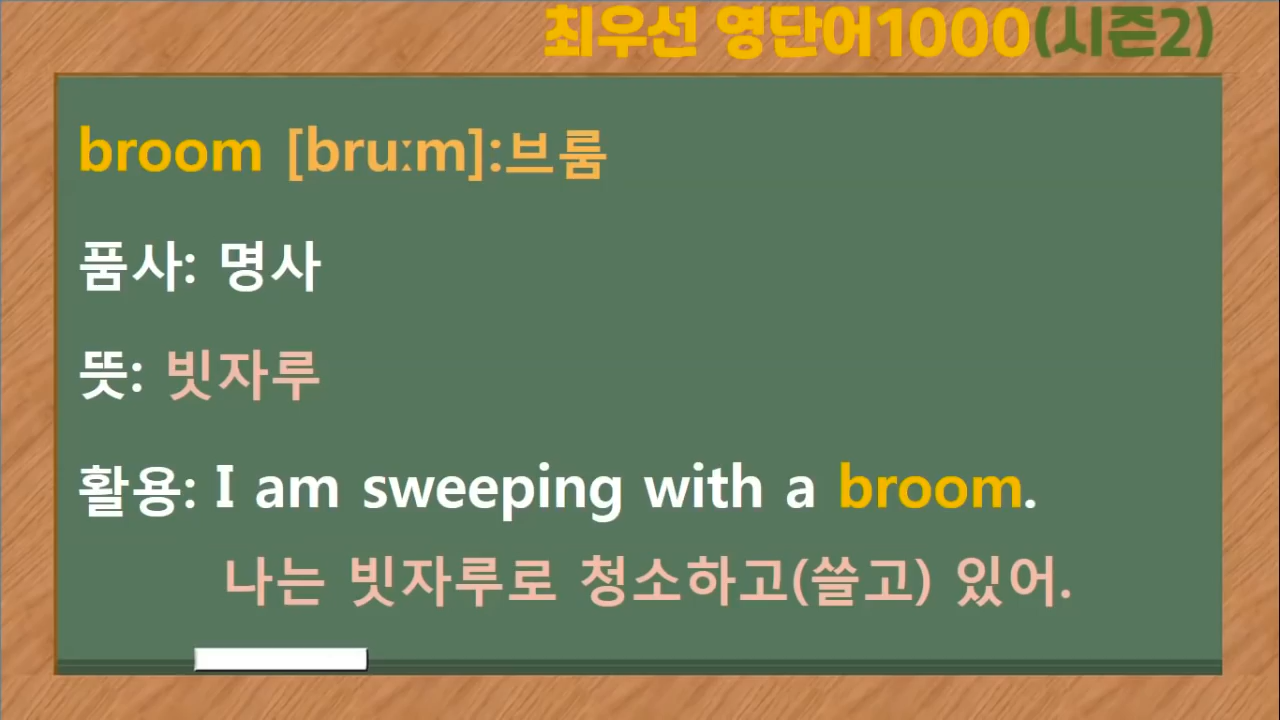 최우선 영단어1000(시즌2)
broom [bruːm]:브룸
품사: 명사
뜻: 빗자루
활용: I am sweeping with a broom.
나는 빗자루로 청소하고(쓸고) 있어.